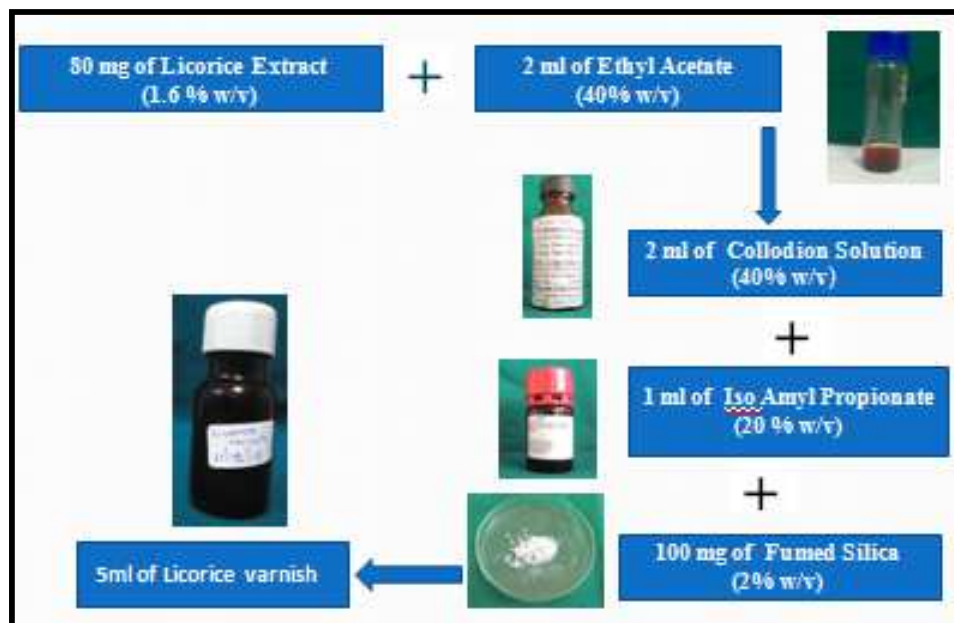 80 mg of Licorice Extract
(1.6 % w/v)
+
2 ml of Ethyl Acetate
(40% w/v)
2 ml of Collodion Solution
(40% w/v)
+
1 ml of Iso Amyl Propionate
(20 % w/v)
+
100 mg of Fumed Silica
(2% w/v)
5ml of Licorice varnish